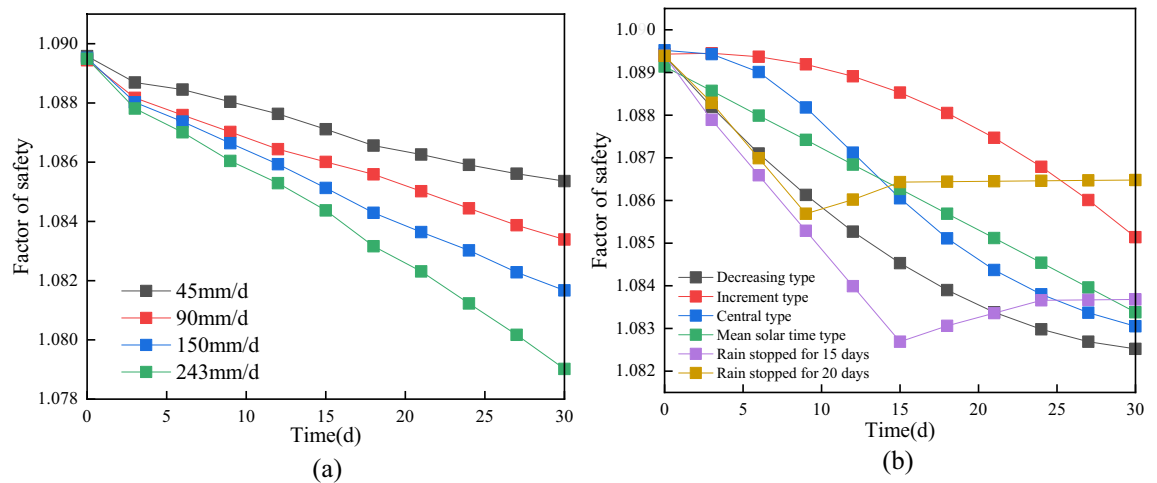 1.090
1.088
1.086
1.084
1.082
1.080
1.078
Factor of safety
45mm/d
90mm/d
150mm/d
243mm/d
0 5 10 15 20 25 30
Time(d)
(a)
1.089
1.088
1.087
1.086
1.085
1.084
1.083
1.082
Factor of safety
Decreasing type
Increment type
Central type
Mean solar time type
Rain stopped for 15 days
Rain stopped for 20 days
0 5 10 15 20 25 30
Time(d)
(b)